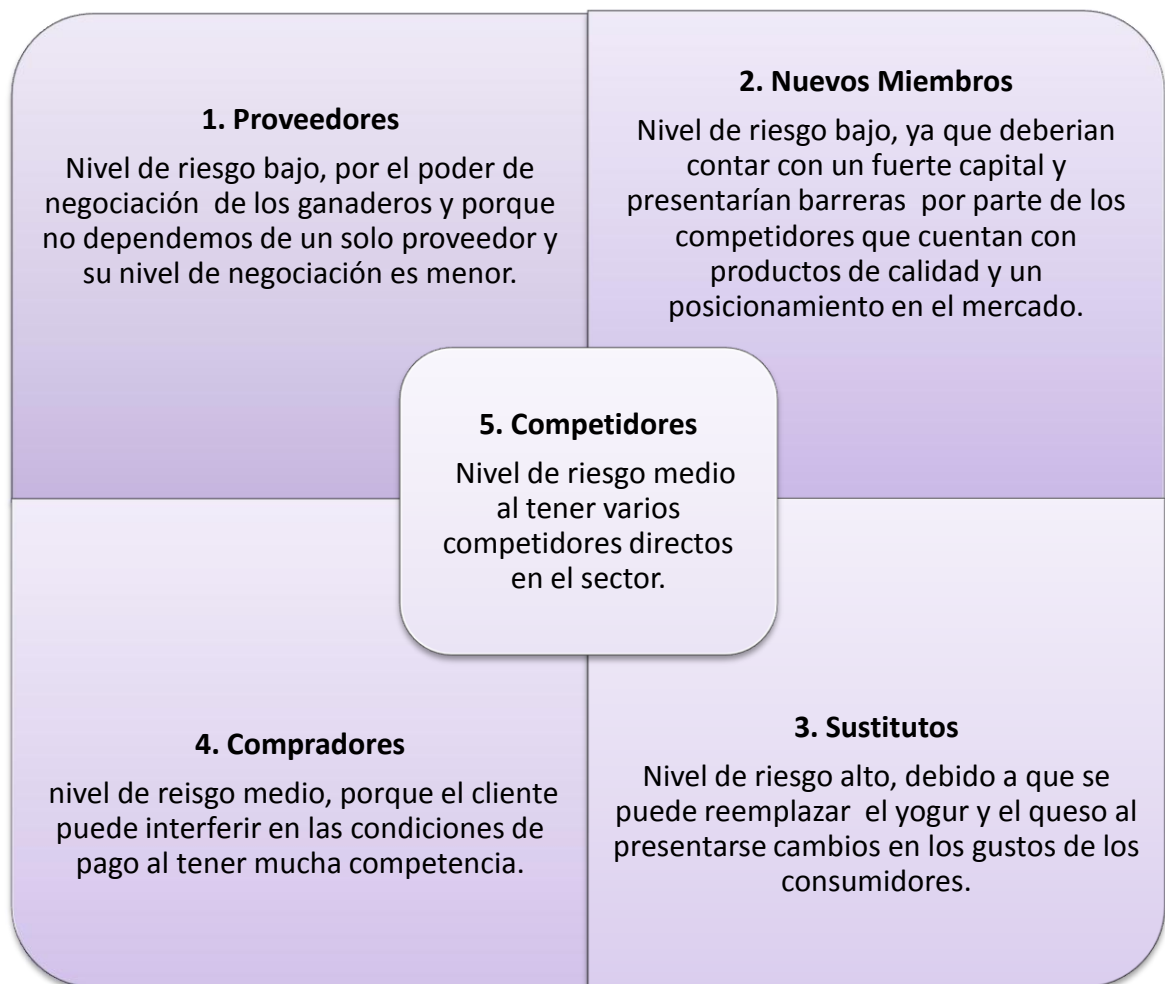 1. Proveedores
Nivel de riesgo bajo, por el poder de
negociación  de los ganaderos y porque
no dependemos de un solo proveedor y
su nivel de negociación es menor.
2. Nuevos Miembros
Nivel de riesgo bajo, ya que deberian
contar con un fuerte capital y
presentarían barreras  por parte de los
competidores que cuentan con
productos de calidad y un
posicionamiento en el mercado.
5. Competidores
Nivel de riesgo medio
al tener varios
competidores directos
en el sector.
4. Compradores
nivel de reisgo medio, porque el cliente
puede interferir en las condiciones de
pago al tener mucha competencia.
3. Sustitutos
Nivel de riesgo alto, debido a que se
puede reemplazar  el yogur y el queso al
presentarse cambios en los gustos de los
consumidores.